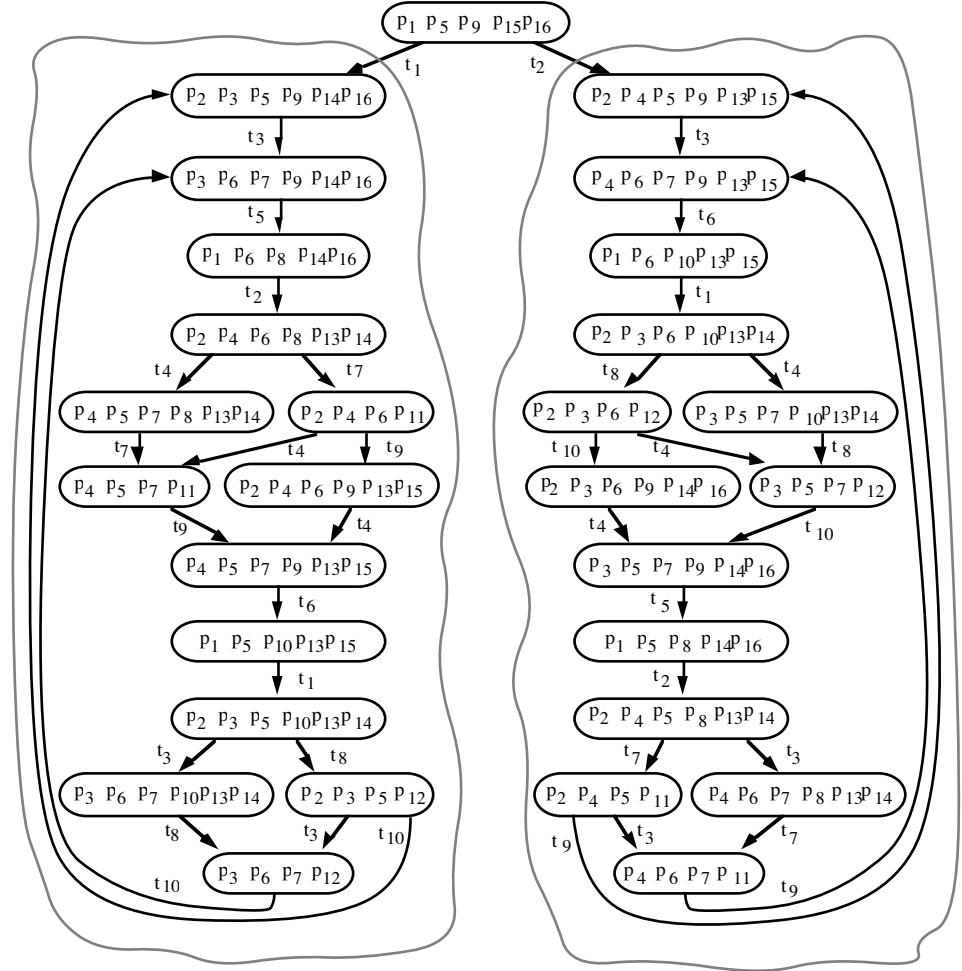 p1 p5 p9 p15p16
t1 t2
p2 p3 p5 p9 p14p16 p2 p4 p5 p9 p13p15
t3 t3
p3 p6 p7 p9 p14p16 p4 p6 p7 p9 p13p15
t5 t6
p1 p6 p8 p14p16 p1 p6 p10p13p15
t2 t1
p2 p4 p6 p8 p13p14 p2 p3 p6 p10p13p14
t4 t7 t8 t4
p4 p5 p7 p8 p13p14 p2 p4 p6 p11 p2 p3 p6 p12 p3 p5 p7 p10p13p14
t7 t4 t9 t10 t4 t8
p4 p5 p7 p11 p2 p4 p6 p9 p13p15 p2 p3 p6 p9 p14p16 p3 p5 p7 p12
t9 t4 t4 t10
p4 p5 p7 p9 p13p15 p3 p5 p7 p9 p14p16
t6 t5
p1 p5 p10p13p15 p1 p5 p8 p14p16
t1 t2
p2 p3 p5 p10p13p14 p2 p4 p5 p8 p13p14
t3 t8 t7 t3
p3 p6 p7 p10p13p14 p2 p3 p5 p12 p2 p4 p5 p11 p4 p6 p7 p8 p13p14
t8 t3 t10 t9 t3 t7
p3 p6 p7 p12 p4 p6 p7 p11
t10 t9